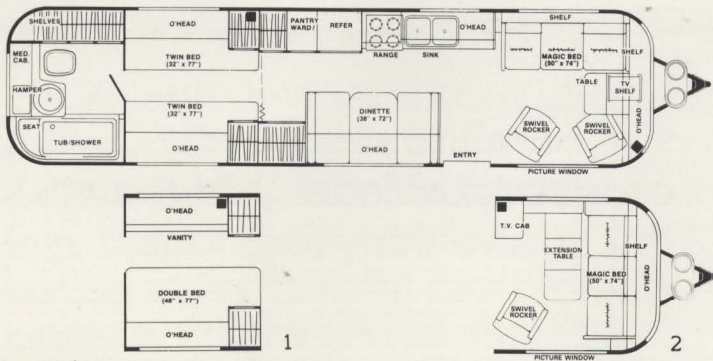 SHELVES
O'HEAD
PANTRY
WARD/
REFER
RANGE
SINK
O'HEAD
SHELF
MED.
CAB.
TWIN BED
(32" x 77")
MAGIC BED
(50" x 74")
SHELF
TABLE
TV
SHELF
HAMPER
TWIN BED
(32" x 77")
DINETTE
(38" x 72")
SWIVEL
ROCKER
SWIVEL
ROCKER
O'HEAD
SEAT
TUB/SHOWER
O'HEAD
O'HEAD
ENTRY
PICTURE WINDOW
O'HEAD
VANITY
DOUBLE BED
(48" x 77")
O'HEAD
1
T.V. CAB
EXTENSION
TABLE
SHELF
MAGIC BED
(50" x 74")
O'HEAD
SWIVEL
ROCKER
PICTURE WINDOW
2